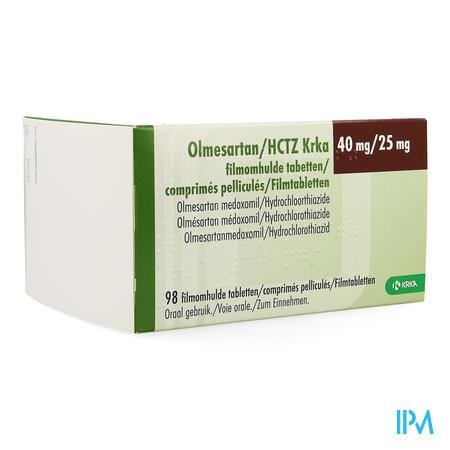 Olmesartan/HCTZ Krka 40 mg/25 mg
filmomhulde tabletten/
comprimés pelliculés/Filmtabletten
Olmesartan medoxomil/Hydrochloorthiazide
Olmésartan médoxomil/Hydrochlorothiazide
Olmesartanmedoxomil/Hydrochlorothiazid
98 filmomhulde tabletten/comprimés pelliculés/Filmtabletten
Oraal gebruik./Voie orale./Zum Einnehmen.
KRKA
IPM